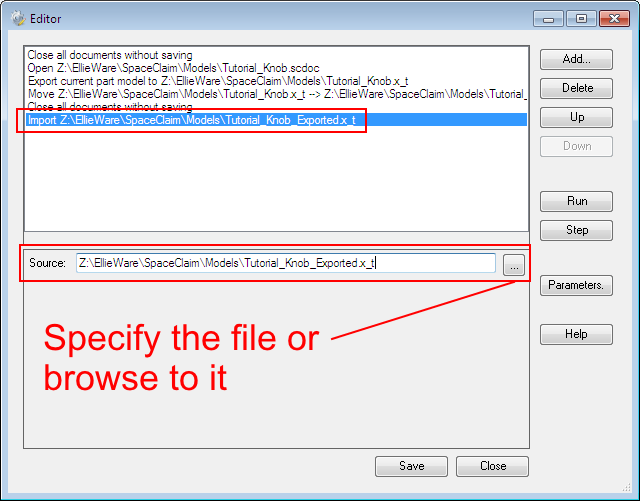 Editor
Close all documents without saving
Open Z:\EllieWare\SpaceClaim\Models\Tutorial_Knob.scdoc
Export current part model to Z:\EllieWare\SpaceClaim\Models\Tutorial_Knob.x_t
Move Z:\EllieWare\SpaceClaim\Models\Tutorial_Knob.x_t --> Z:\EllieWare\SpaceClaim\Models\Tutorial_
Close all documents without saving
Import Z:\EllieWare\SpaceClaim\Models\Tutorial_Knob_Exported.x_t
Add...
Delete
Up
Down
Run
Step
Source: Z:\EllieWare\SpaceClaim\Models\Tutorial_Knob_Exported.x_t ...
Parameters.
Help
Specify the file or
browse to it
Save Close